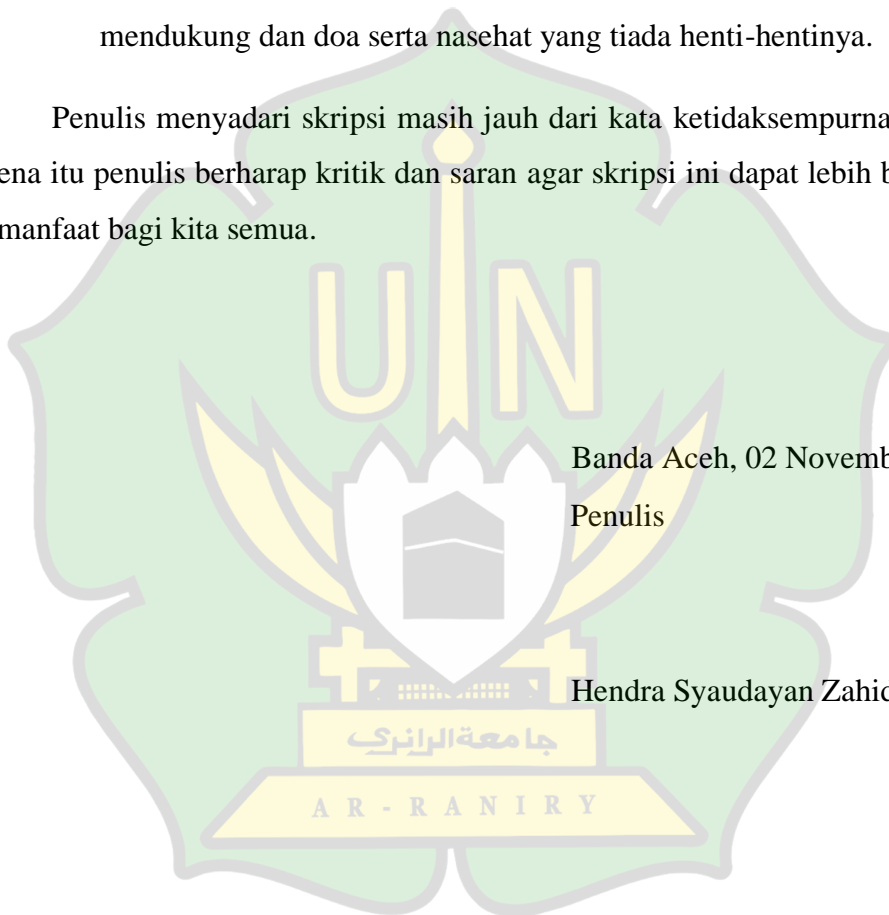 mendukung dan doa serta nasehat yang tiada henti-hentinya.
Penulis menyadari skripsi masih jauh dari kata ketidaksempurna
ena itu penulis berharap kritik dan saran agar skripsi ini dapat lebih b
manfaat bagi kita semua.
UIN
Banda Aceh, 02 Novemb
Penulis
Hendra Syaudayan Zahid
جامعة الرانري
AR-RANIRY